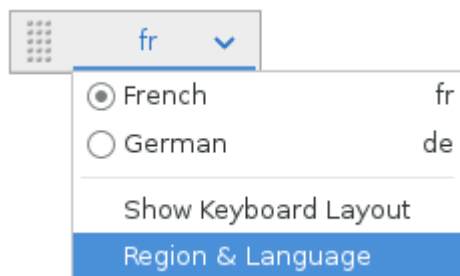 fr
French fr
German de
Show Keyboard Layout
Region & Language